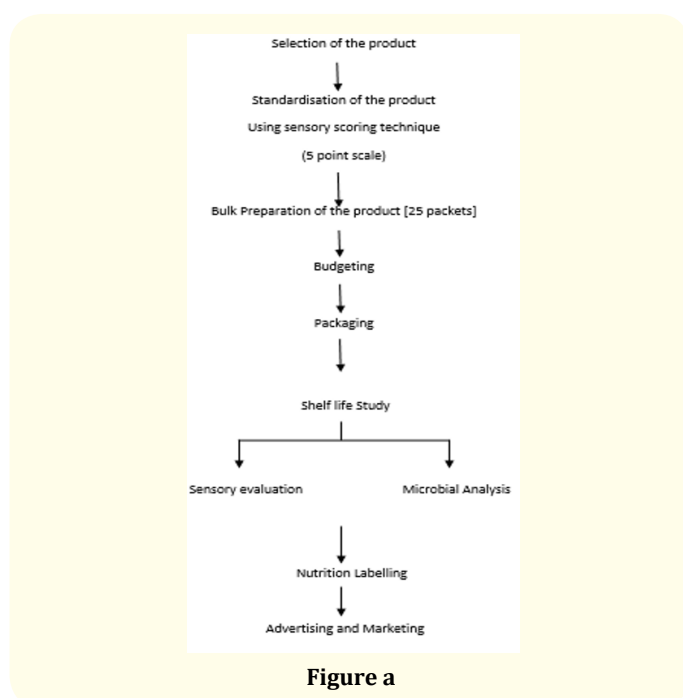 Selection of the product
Standardisation of the product
Using sensory scoring technique
(5 point scale)
Bulk Preparation of the product [25 packets]
Budgeting
Packaging
Shelf life Study
Sensory evaluation
Microbial Analysis
Nutrition Labelling
Advertising and Marketing
Figure a